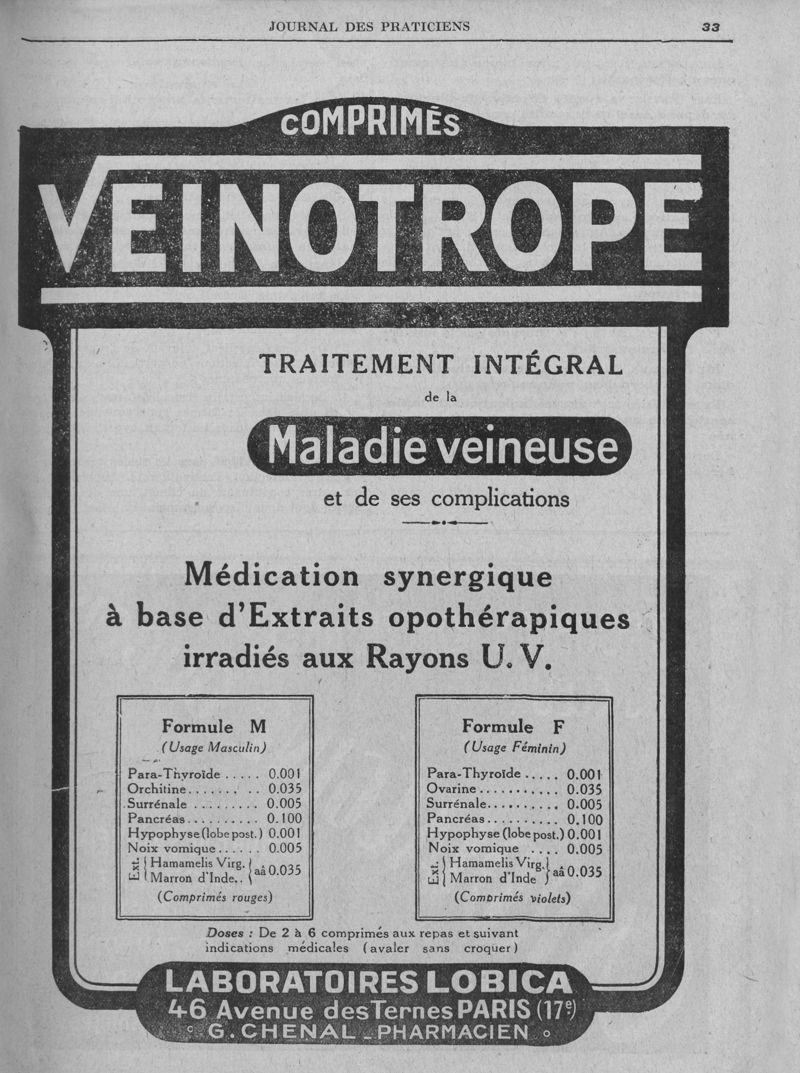 JOURNAL DES PRATICIENS 33
COMPRIMÉS
VEINOTROPE
TRAITEMENT INTÉGRAL
de la
Maladie veineuse
et de ses complications
Médication synergique
à base d'Extraits opothérapiques
irradiés aux Rayons U. V.
Formule M
(Usage Masculin)
Para-Thyroïde ..... 0.001
Orchitine....... .. 0.035
Surrénale ......... 0.005
Pancréas.......... 0.100
Hypophyse (lobe post.) 0.001
Noix vomique...... 0.005
Ext: { Hamamelis Virg. } aâ 0.035
Marron d'Inde..
(Comprimés rouges)
Formule F
(Usage Féminin)
Para-Thyroïde ..... 0.001
Ovarine........... 0.035
Surrénale.......... 0.005
Pancréas.......... 0.100
Hypophyse (lobe post.) 0.001
Noix vomique .... 0.005
Ext: { Hamamelis Virg. } aâ 0.035
Marron d'Inde
(Comprimés violets)
Doses : De 2 à 6 comprimés aux repas et suivant
indications médicales (avaler sans croquer)
LABORATOIRES LOBICA
46 Avenue des Ternes PARIS (17e)
G. CHENAL - PHARMACIEN